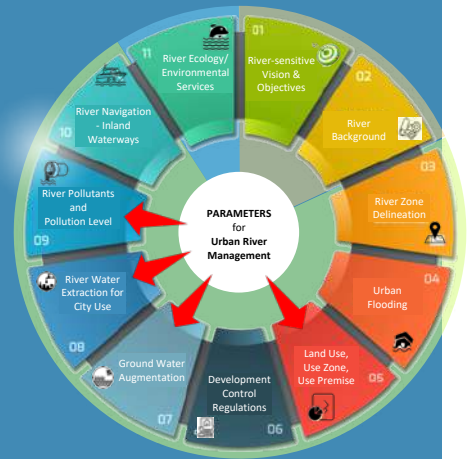 PARAMETERS
for
Urban River
Management
01
River-sensitive
Vision &
Objectives
02
River
Background
03
River Zone
Delineation
04
Urban
Flooding
05
Land Use,
Use Zone,
Use Premise
06
Development
Control
Regulations
07
Ground Water
Augmentation
08
River Water
Extraction for
City Use
09
River Pollutants
and
Pollution Level
10
River Navigation
- Inland
Waterways
11
River Ecology/
Environmental
Services